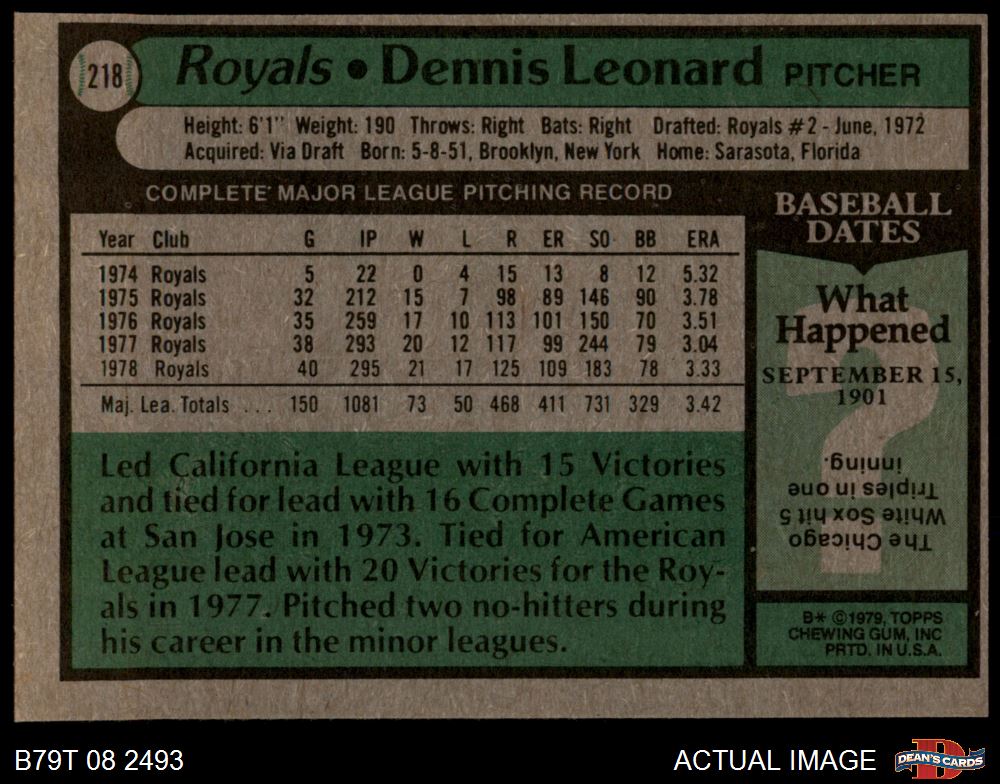 218
Royals • Dennis Leonard PITCHER
Height: 6'1" Weight: 190 Throws: Right Bats: Right Drafted: Royals #2 - June, 1972
Acquired: Via Draft Born: 5-8-51, Brooklyn, New York Home: Sarasota, Florida
COMPLETE MAJOR LEAGUE PITCHING RECORD
Year Club G IP W L R ER SO BB ERA
1974 Royals 5 22 0 4 15 13 8 12 5.32
1975 Royals 32 212 15 7 98 89 146 90 3.78
1976 Royals 35 259 17 10 113 101 150 70 3.51
1977 Royals 38 293 20 12 117 99 244 79 3.04
1978 Royals 40 295 21 17 125 109 183 78 3.33
Maj. Lea. Totals ... 150 1081 73 50 468 411 731 329 3.42
Led California League with 15 Victories
and tied for lead with 16 Complete Games
at San Jose in 1973. Tied for American
League lead with 20 Victories for the Roy-
als in 1977. Pitched two no-hitters during
his career in the minor leagues.
BASEBALL
DATES
What
Happened
SEPTEMBER 15,
1901
?
The Chicago
White Sox hit 5
Triples in one
inning.
B* ©1979, TOPPS
CHEWING GUM, INC
PRTD. IN U.S.A.
B79T 08 2493
ACTUAL IMAGE
D
DEAN'S CARDS